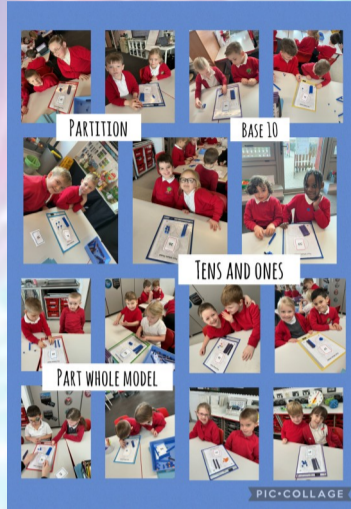 PARTITION
BASE 10
TENS AND ONES
PART WHOLE MODEL
PIC•COLLAGE